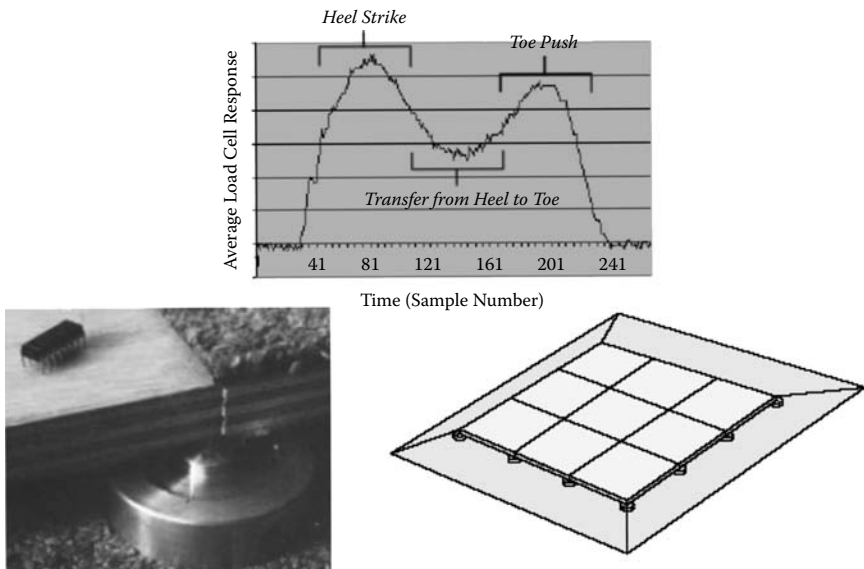 Heel Strike
Toe Push
Average Load Cell Response
Transfer from Heel to Toe
41 81 121 161 201 241
Time (Sample Number)